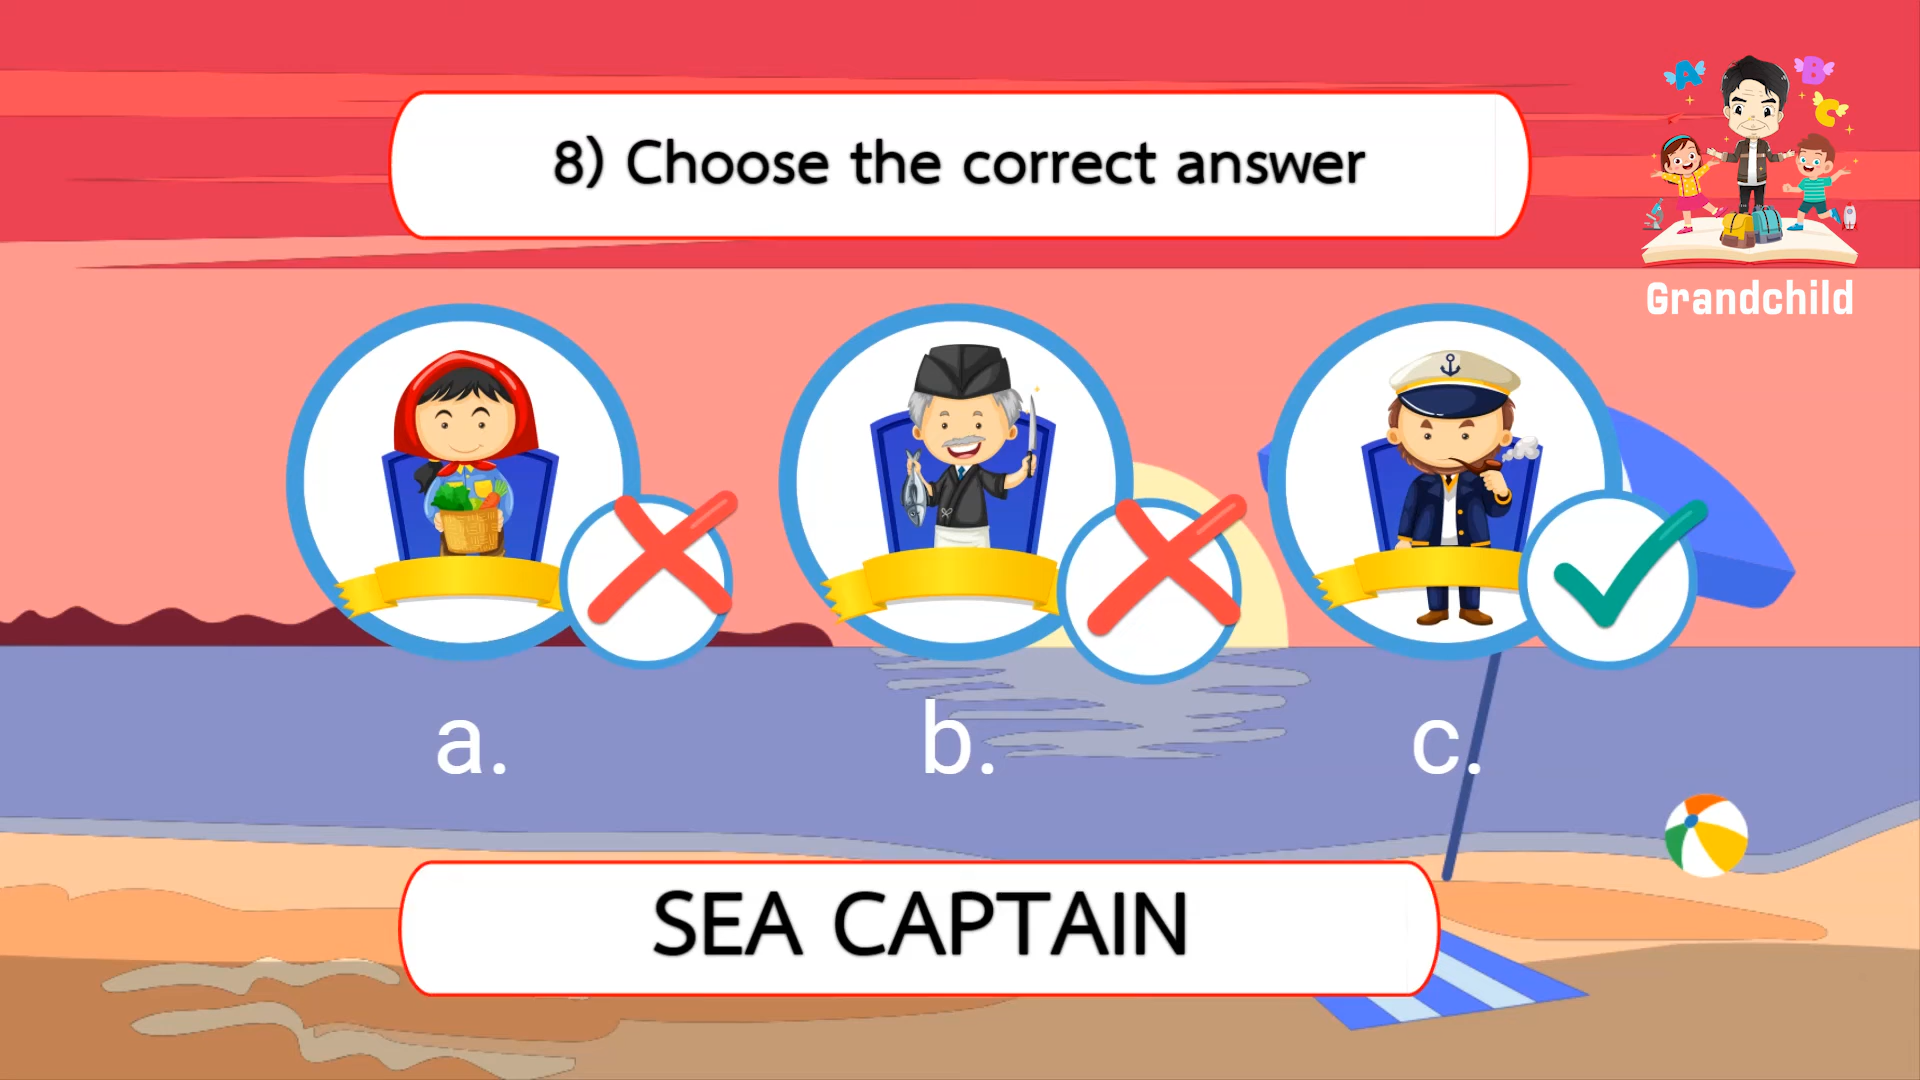 8) Choose the correct answer
A B C
Grandchild
a. b. c.
SEA CAPTAIN